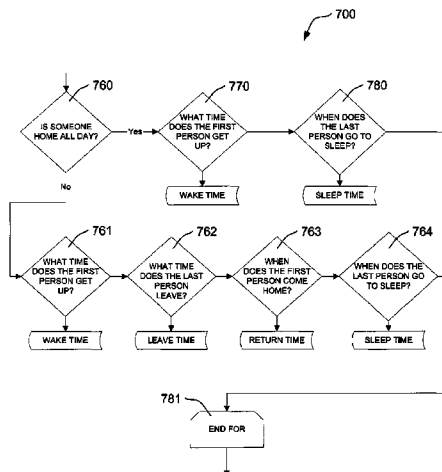 700
760
770
780
IS SOMEONE
HOME ALL DAY?
Yes
WHAT TIME
DOES THE FIRST
PERSON GET
UP?
WHEN DOES
THE LAST
PERSON GO TO
SLEEP?
WAKE TIME
SLEEP TIME
No
761
762
763
764
WHAT TIME
DOES THE FIRST
PERSON GET
UP?
WHAT TIME
DOES THE LAST
PERSON
LEAVE?
WHEN
DOES THE FIRST
PERSON COME
HOME?
WHEN DOES THE
LAST PERSON GO
TO SLEEP?
WAKE TIME
LEAVE TIME
RETURN TIME
SLEEP TIME
781
END FOR